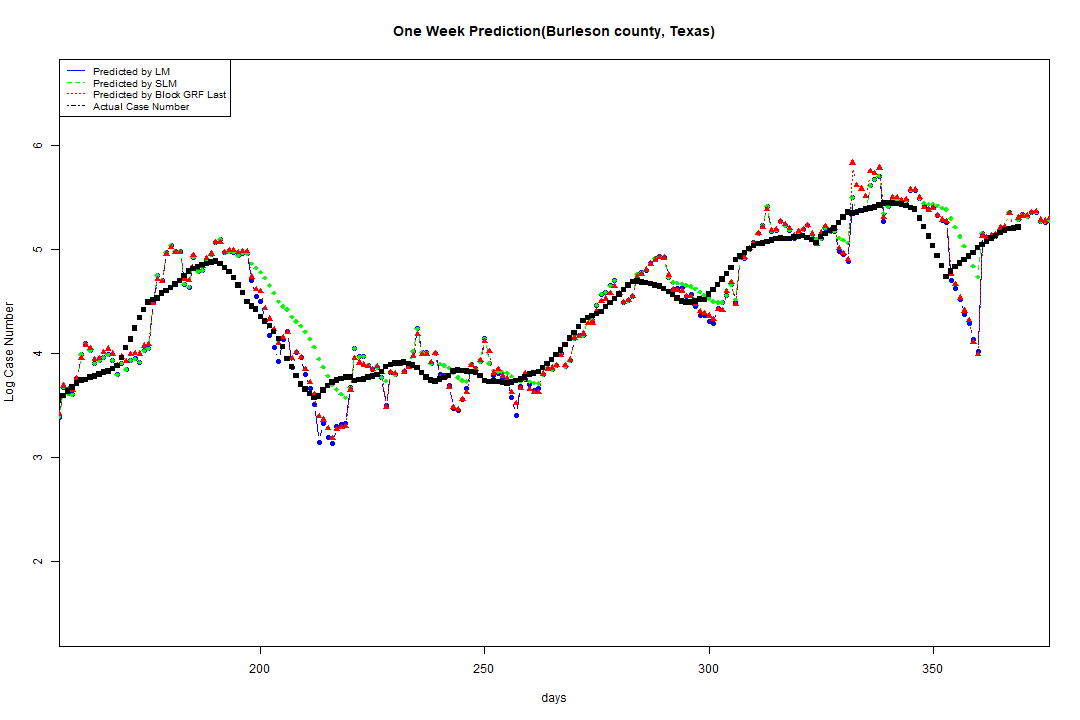 One Week Prediction(Burleson county, Texas)
Predicted by LM
Predicted by SLM
Predicted by Block GRF Last
Actual Case Number
6
5
4
3
2
Log Case Number
200 250 300 350
days